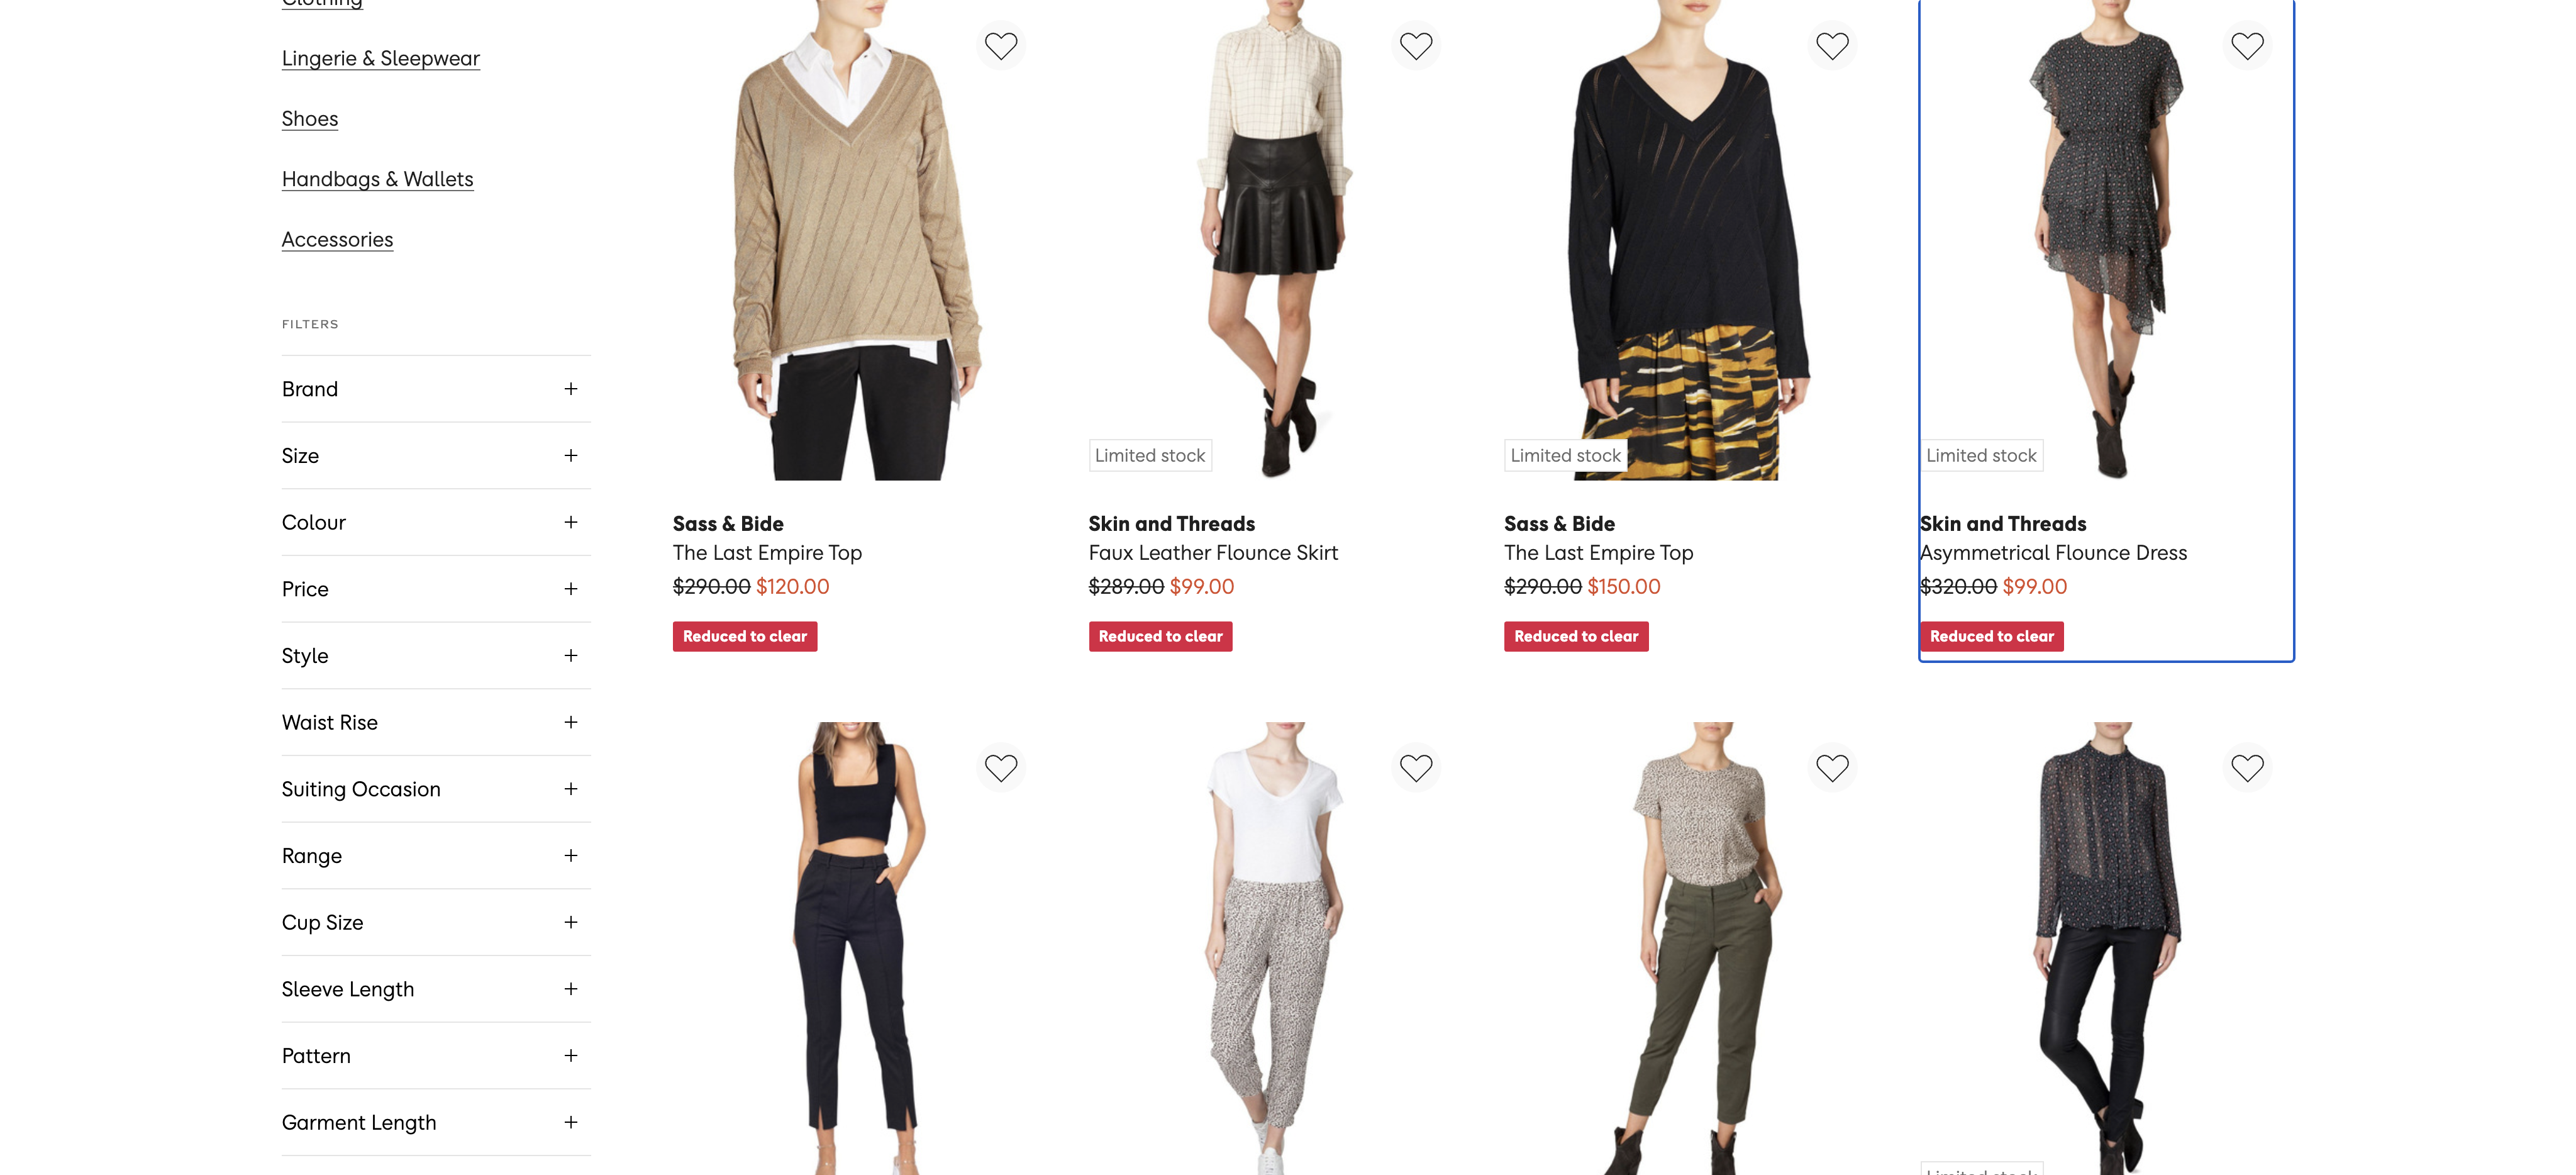 Clothing
Lingerie & Sleepwear
Shoes
Handbags & Wallets
Accessories
FILTERS
Brand
Size
Colour
Price
Style
Waist Rise
Suiting Occasion
Range
Cup Size
Sleeve Length
Pattern
Garment Length
Sass & Bide
The Last Empire Top
$290.00 $120.00
Reduced to clear
Limited stock
Skin and Threads
Faux Leather Flounce Skirt
$289.00 $99.00
Reduced to clear
Limited stock
Sass & Bide
The Last Empire Top
$290.00 $150.00
Reduced to clear
Limited stock
Skin and Threads
Asymmetrical Flounce Dress
$320.00 $99.00
Reduced to clear
Limited stock